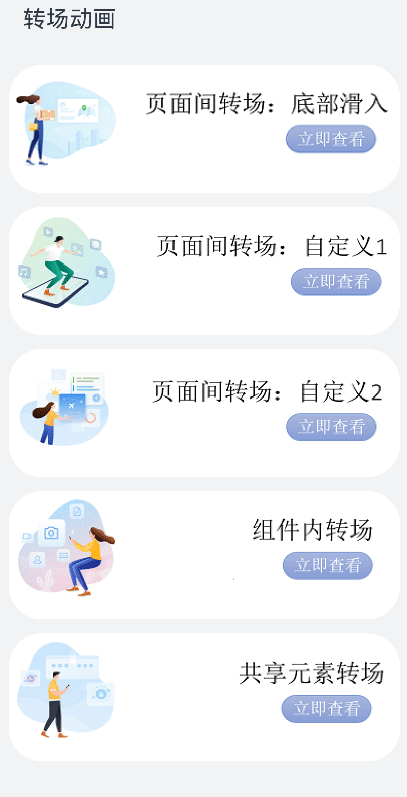 转场动画
页面间转场：底部滑入
立即查看
页面间转场：自定义1
立即查看
页面间转场：自定义2
立即查看
组件内转场
立即查看
共享元素转场
立即查看